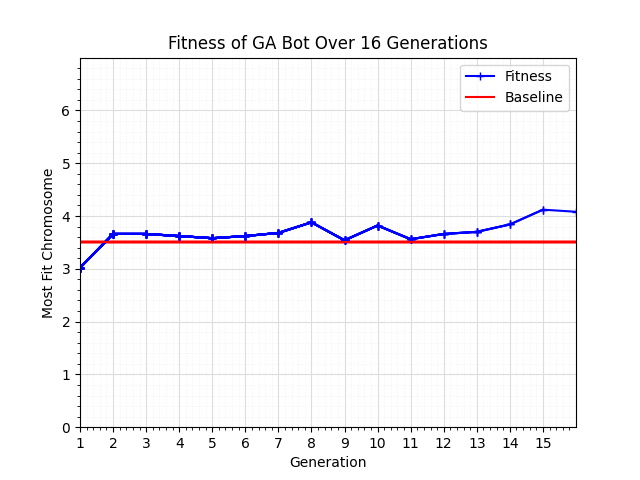 Fitness of GA Bot Over 16 Generations
Fitness
Baseline
6
5
4
3
2
1
0
Most Fit Chromosome
1 2 3 4 5 6 7 8 9 10 11 12 13 14 15
Generation